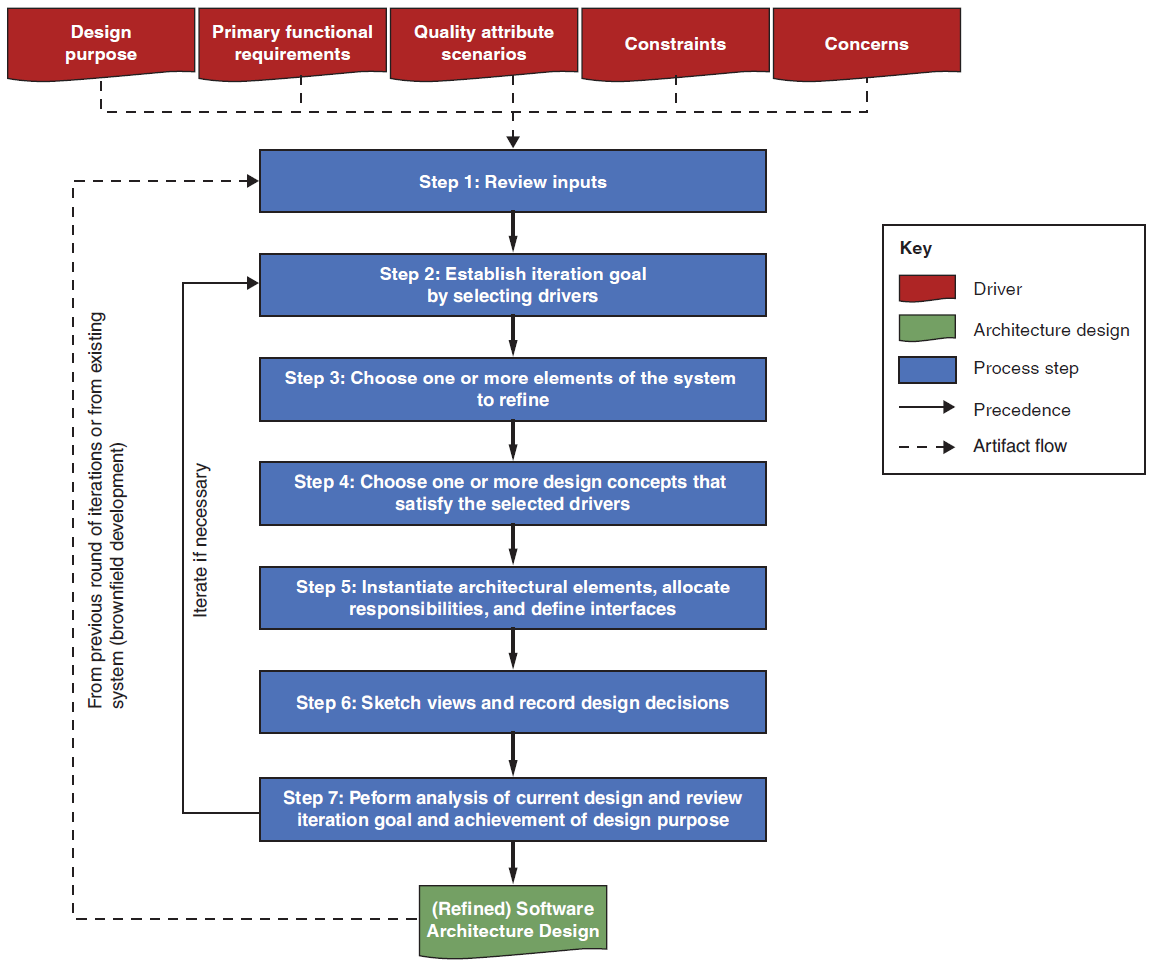 Design
purpose
Primary functional
requirements
Quality attribute
scenarios
Constraints
Concerns
Step 1: Review inputs
Step 2: Establish iteration goal
by selecting drivers
Step 3: Choose one or more elements of the system
to refine
Step 4: Choose one or more design concepts that
satisfy the selected drivers
Step 5: Instantiate architectural elements, allocate
responsibilities, and define interfaces
Step 6: Sketch views and record design decisions
Step 7: Peform analysis of current design and review
iteration goal and achievement of design purpose
(Refined) Software
Architecture Design
From previous round of iterations or from existing
system (brownfield development)
Iterate if necessary
Key
Driver
Architecture design
Process step
Precedence
Artifact flow